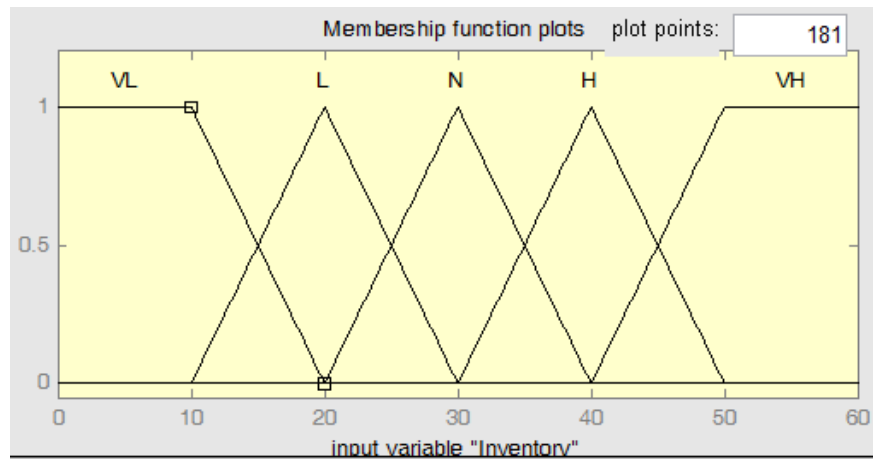 Membership function plots plot points: 181
VL L N H VH
1
0.5
0
0 10 20 30 40 50 60
input variable "Inventory"